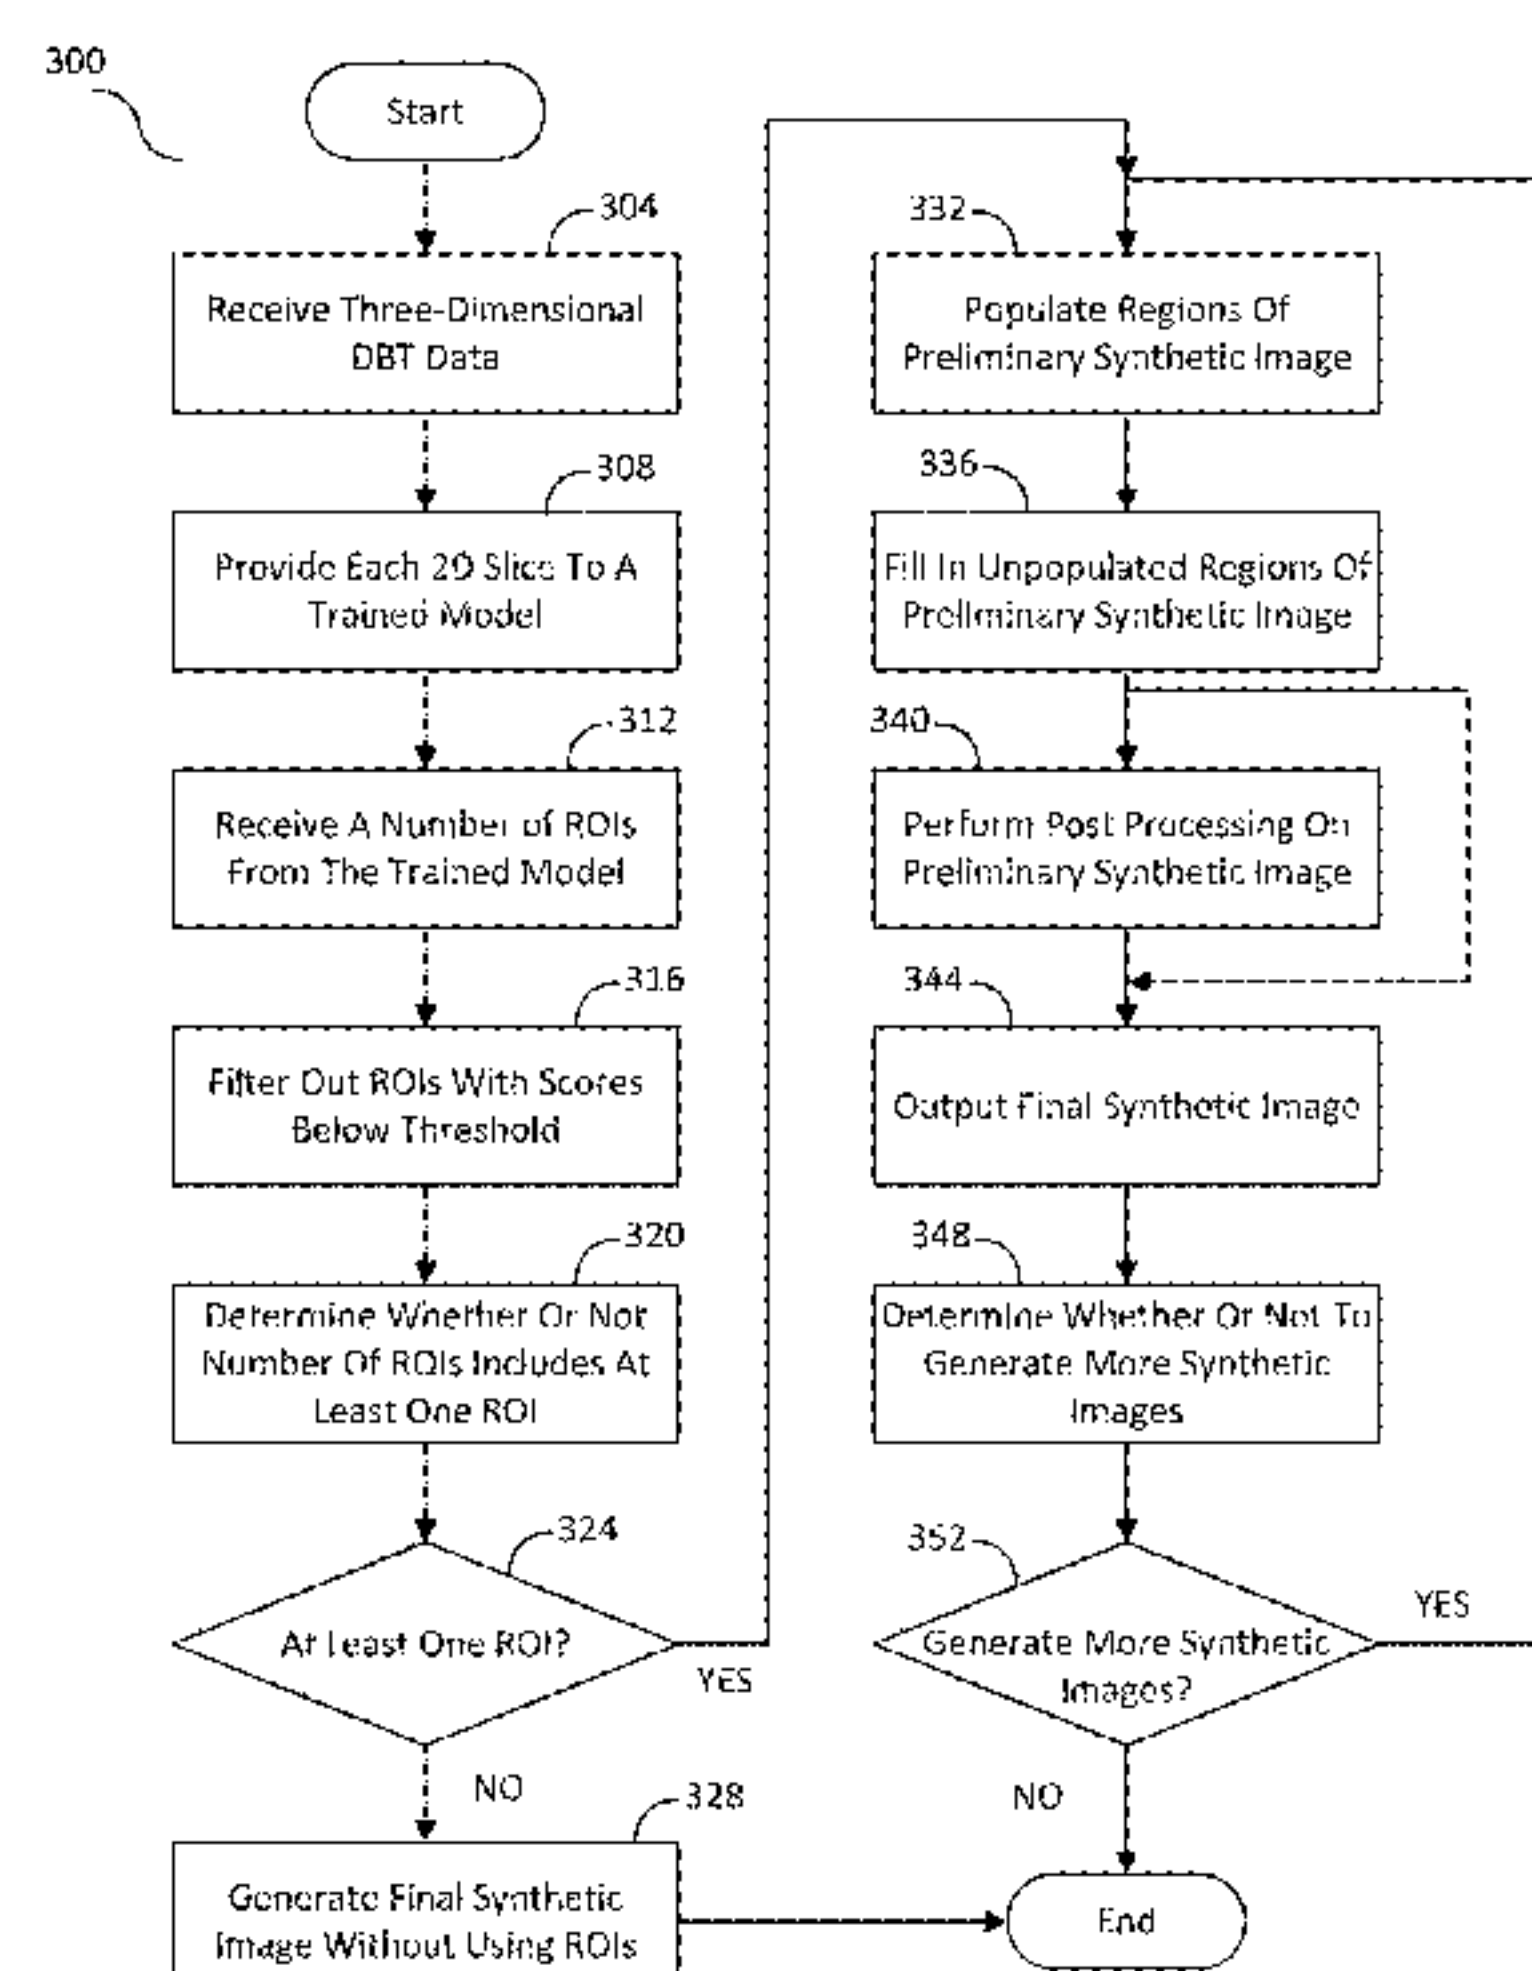 300
Start
304
Receive Three-Dimensional
DBT Data
308
Provide Each 2D Slice To A
Trained Model
312
Receive A Number of ROIs
From The Trained Model
316
Filter Out ROIs With Scores
Below Threshold
320
Determine Whether Or Not
Number Of ROIs Includes At
Least One ROI
324
At Least One ROI?
YES
NO
328
Generate Final Synthetic
Image Without Using ROIs
332
Populate Regions Of
Preliminary Synthetic Image
336
Fill In Unpopulated Regions Of
Preliminary Synthetic Image
340
Perform Post Processing On
Preliminary Synthetic Image
344
Output Final Synthetic Image
348
Determine Whether Or Not To
Generate More Synthetic
Images
352
Generate More Synthetic
Images?
YES
NO
End